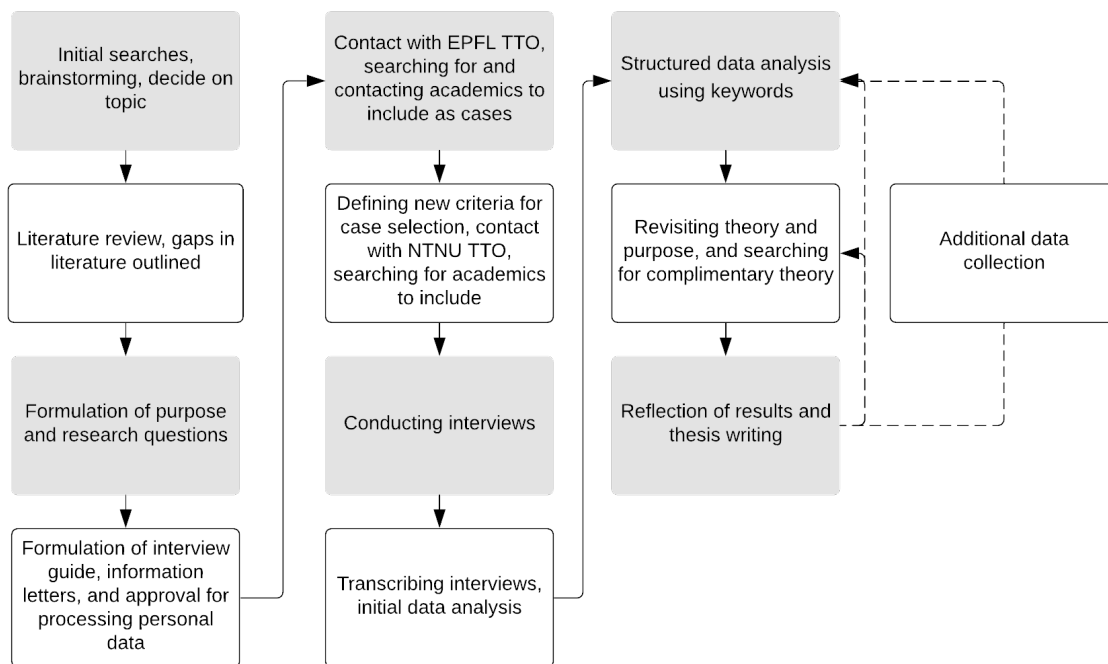 Initial searches,
brainstorming, decide on
topic
Literature review, gaps in
literature outlined
Formulation of purpose
and research questions
Formulation of interview
guide, information
letters, and approval for
processing personal
data
Contact with EPFL TTO,
searching for and
contacting academics to
include as cases
Defining new criteria for
case selection, contact
with NTNU TTO,
searching for academics
to include
Conducting interviews
Transcribing interviews,
initial data analysis
Structured data analysis
using keywords
Revisiting theory and
purpose, and searching
for complimentary theory
Reflection of results and
thesis writing
Additional data
collection